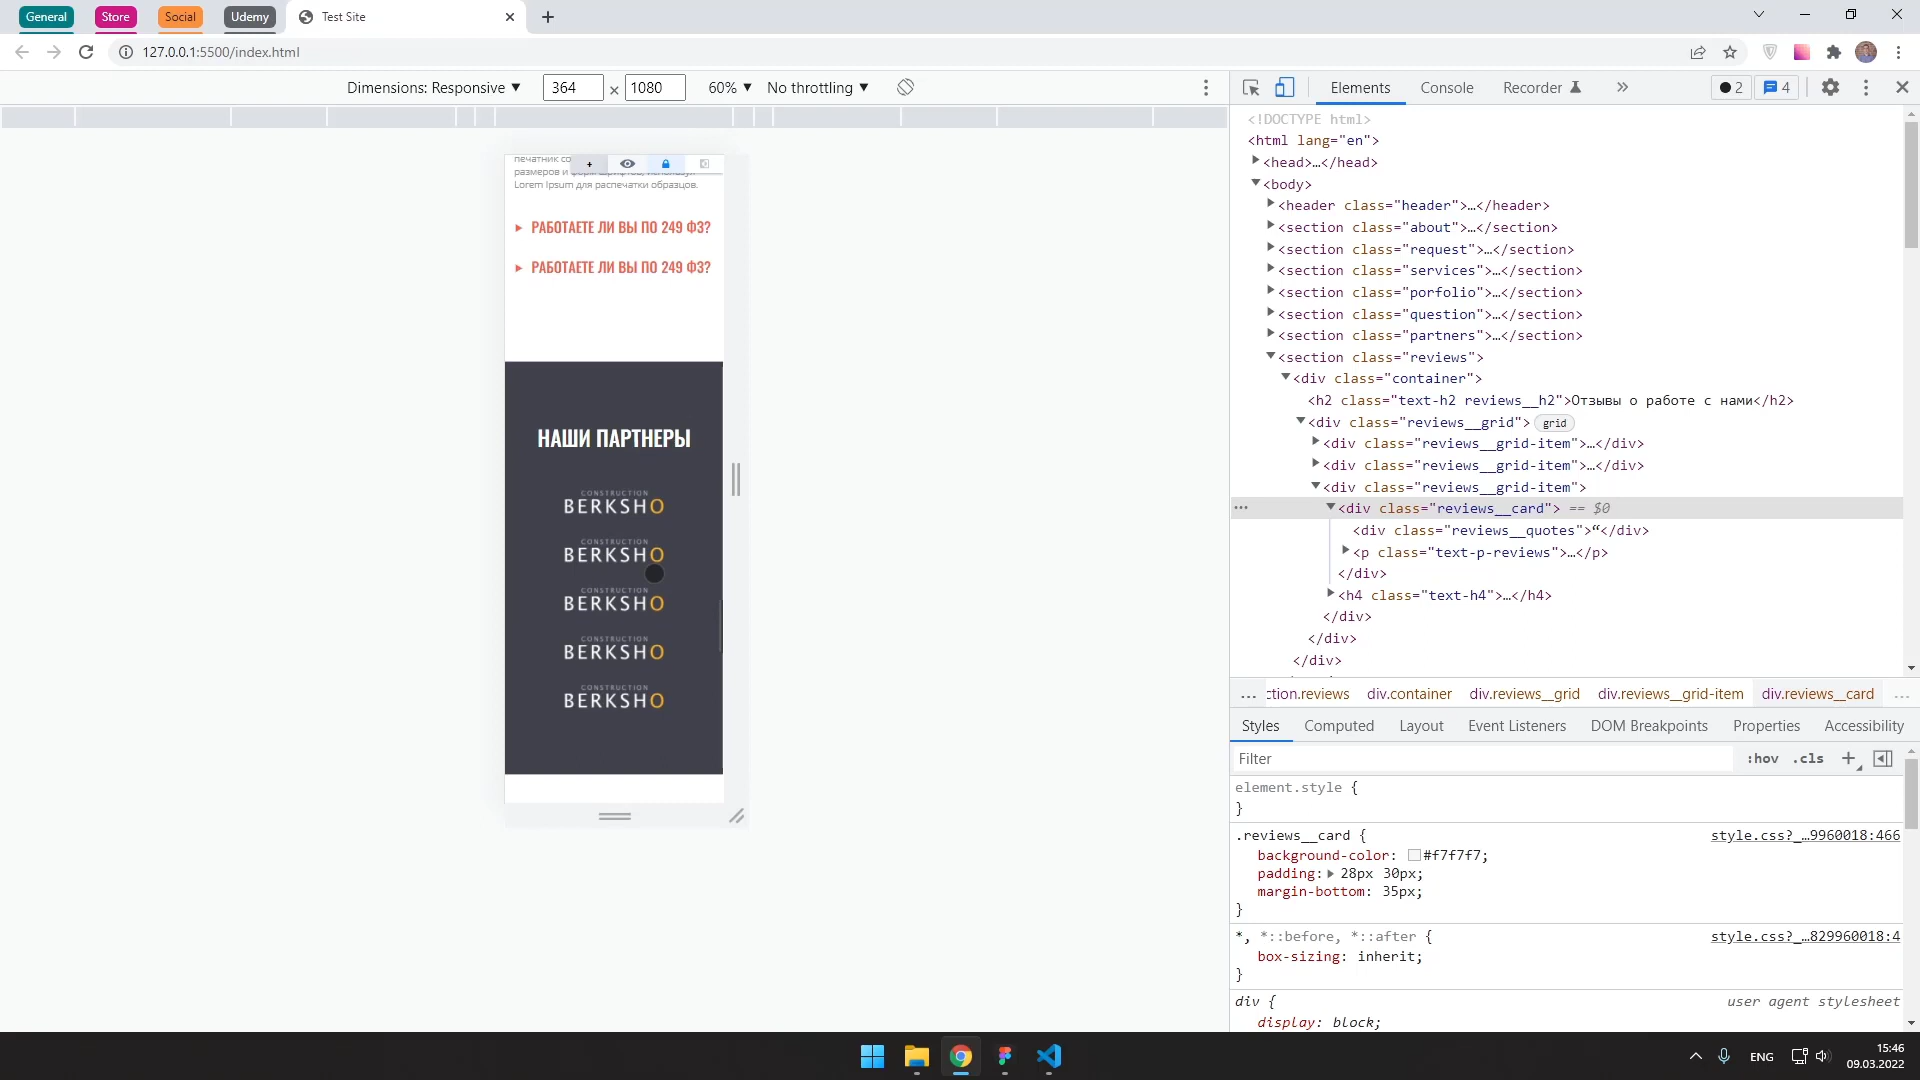 General
Store
Social
Udemy
Test Site
127.0.0.1:5500/index.html
Dimensions: Responsive ▼ 364 × 1080 60% ▼ No throttling ▼
Elements
Console
Recorder
2
4
размеров и форм шрифтов, используя
Lorem Ipsum для распечатки образцов.
РАБОТАЕТЕ ЛИ ВЫ ПО 249 ФЗ?
РАБОТАЕТЕ ЛИ ВЫ ПО 249 ФЗ?
НАШИ ПАРТНЕРЫ
CONSTRUCTION
BERKSHO
CONSTRUCTION
BERKSHO
CONSTRUCTION
BERKSHO
CONSTRUCTION
BERKSHO
CONSTRUCTION
BERKSHO
<!DOCTYPE html>
<html lang="en">
<head>…</head>
<body>
<header class="header">…</header>
<section class="about">…</section>
<section class="request">…</section>
<section class="services">…</section>
<section class="porfolio">…</section>
<section class="question">…</section>
<section class="partners">…</section>
<section class="reviews">
<div class="container">
<h2 class="text-h2 reviews__h2">Отзывы о работе с нами</h2>
<div class="reviews__grid"> grid
<div class="reviews__grid-item">…</div>
<div class="reviews__grid-item">…</div>
<div class="reviews__grid-item">
<div class="reviews__card"> == $0
<div class="reviews__quotes">“</div>
<p class="text-p-reviews">…</p>
</div>
<h4 class="text-h4">…</h4>
</div>
</div>
</div>
… ction.reviews div.container div.reviews__grid div.reviews__grid-item div.reviews__card …
Styles Computed Layout Event Listeners DOM Breakpoints Properties Accessibility
Filter :hov .cls
element.style {
}
.reviews__card { style.css?_…9960018:466
background-color: #f7f7f7;
padding: 28px 30px;
margin-bottom: 35px;
}
*, *::before, *::after { style.css?_…829960018:4
box-sizing: inherit;
}
div { user agent stylesheet
display: block;
ENG
15:46
09.03.2022